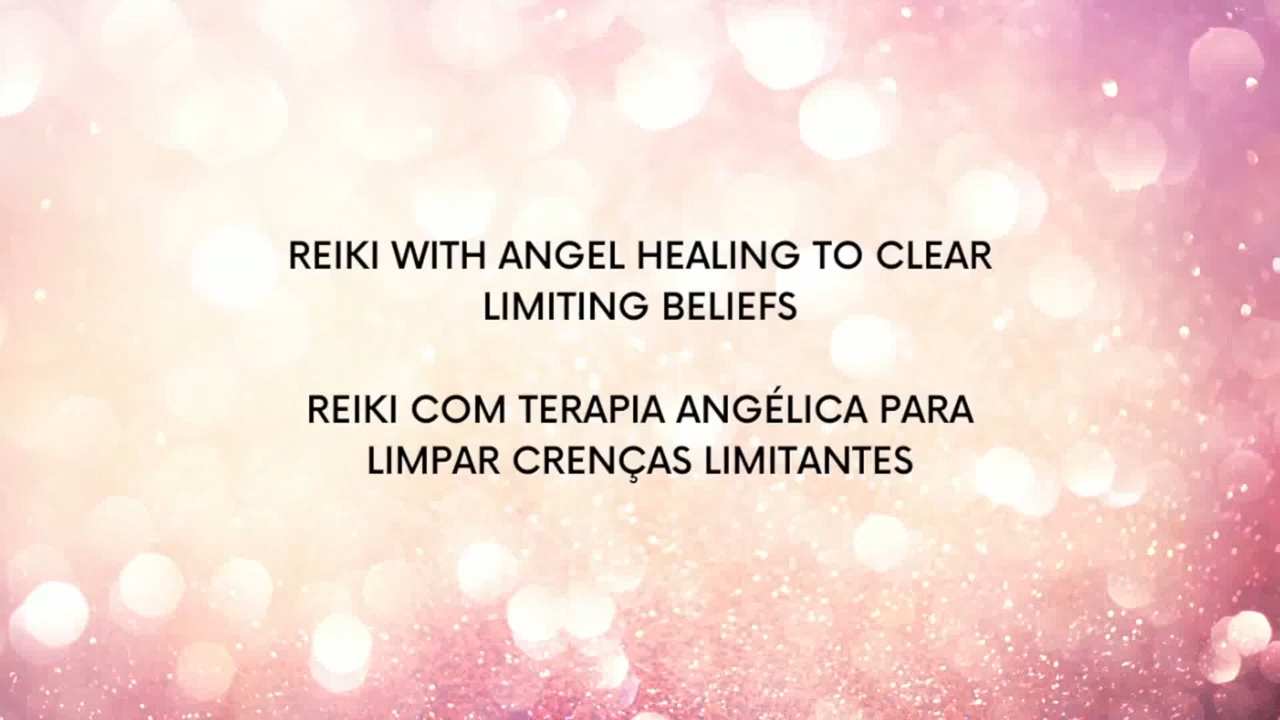 REIKI WITH ANGEL HEALING TO CLEAR
LIMITING BELIEFS
REIKI COM TERAPIA ANGÉLICA PARA
LIMPAR CRENÇAS LIMITANTES